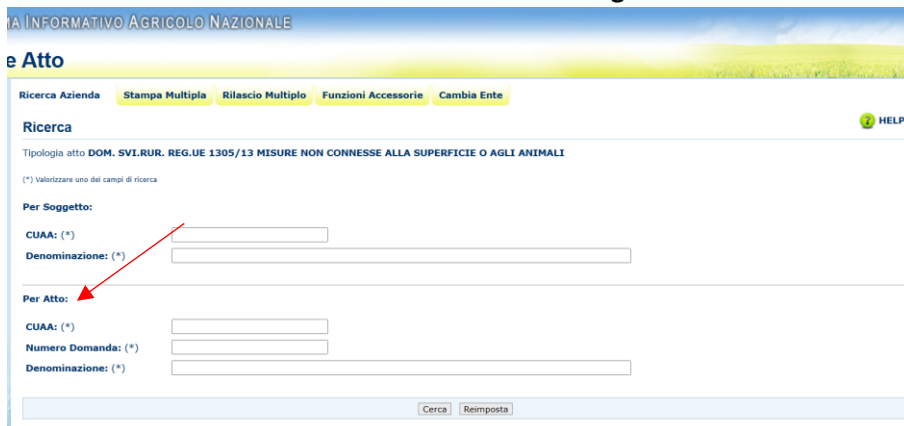 MA INFORMATIVO AGRICOLO NAZIONALE
e Atto
Ricerca Azienda Stampa Multipla Rilascio Multiplo Funzioni Accessorie Cambia Ente
Ricerca
HELP
Tipologia atto DOM. SVI.RUR. REG.UE 1305/13 MISURE NON CONNESSE ALLA SUPERFICIE O AGLI ANIMALI
(*) Valorizzare uno dei campi di ricerca
Per Soggetto:
CUAA: (*)
Denominazione: (*)
Per Atto:
CUAA: (*)
Numero Domanda: (*)
Denominazione: (*)
Cerca Reimposta